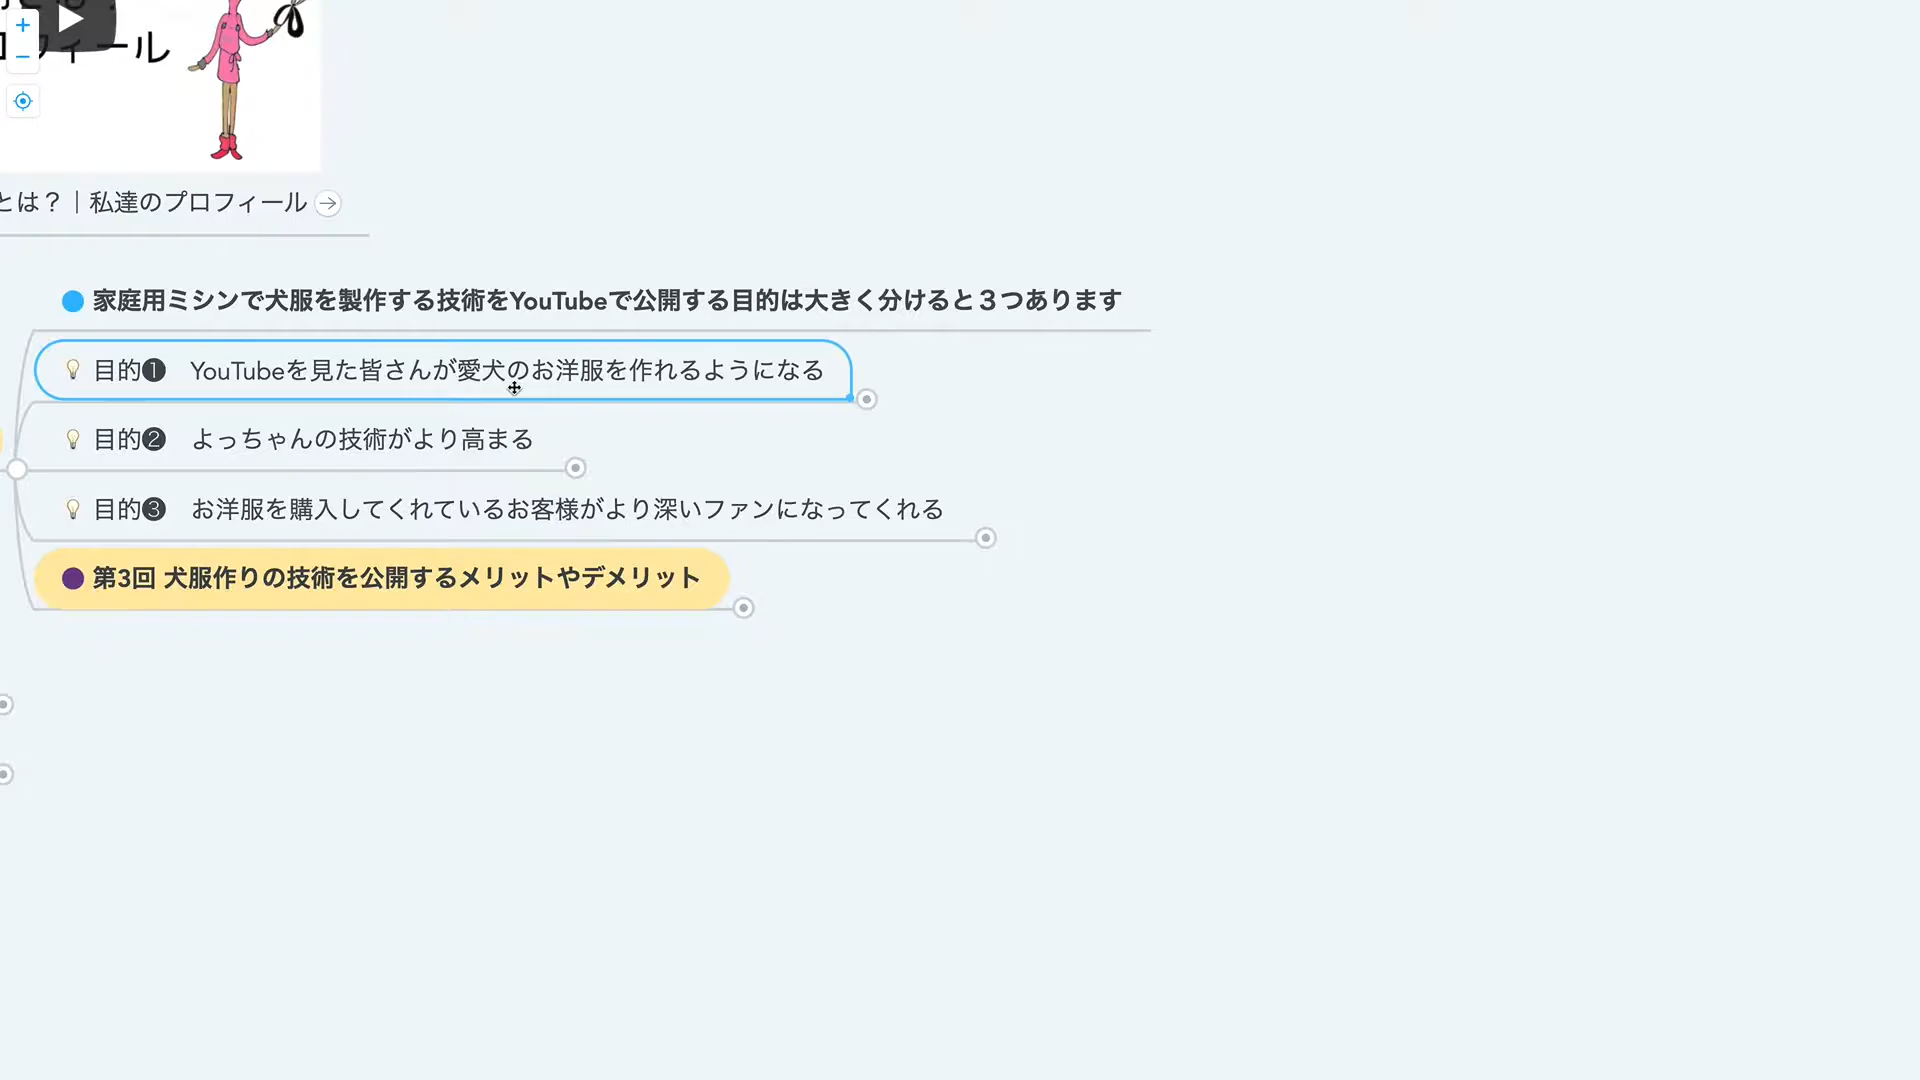 ロフィール
とは？｜私達のプロフィール
家庭用ミシンで犬服を製作する技術をYouTubeで公開する目的は大きく分けると３つあります
目的❶　YouTubeを見た皆さんが愛犬のお洋服を作れるようになる
目的❷　よっちゃんの技術がより高まる
目的❸　お洋服を購入してくれているお客様がより深いファンになってくれる
第3回 犬服作りの技術を公開するメリットやデメリット